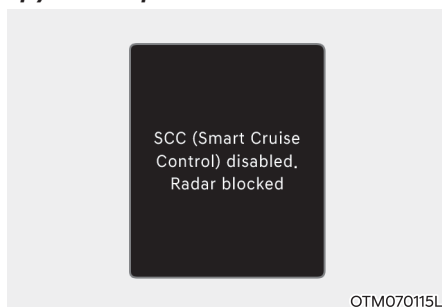 SCC (Smart Cruise
Control) disabled.
Radar blocked
OTM070115L